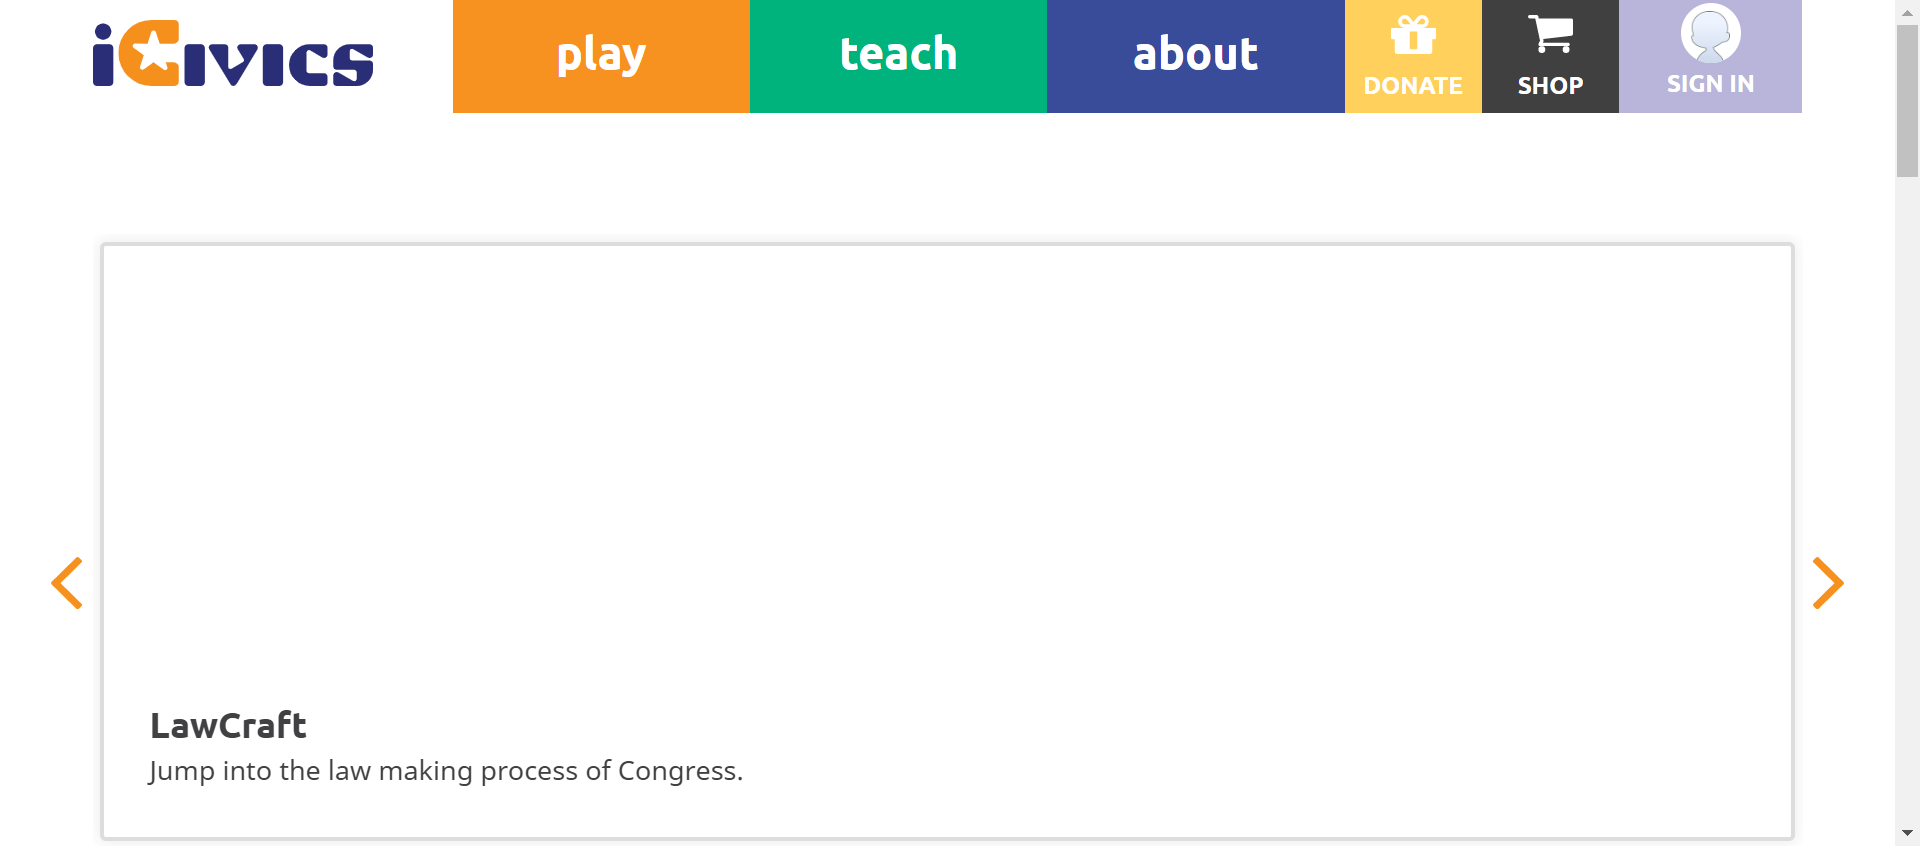 iCivics
play
teach
about
DONATE
SHOP
SIGN IN
LawCraft
Jump into the law making process of Congress.